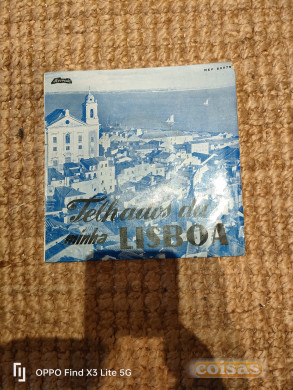 Telhados da
minha LISBOA
OPPO Find X3 Lite 5G
coisas